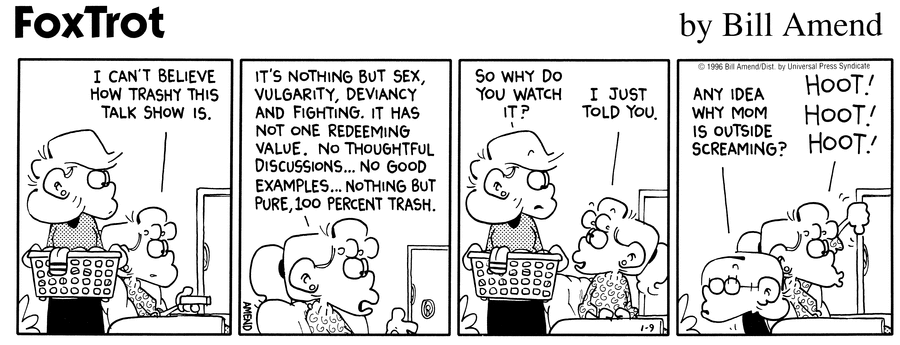 FoxTrot
by Bill Amend
I CAN'T BELIEVE
HOW TRASHY THIS
TALK SHOW IS.
IT'S NOTHING BUT SEX,
VULGARITY, DEVIANCY
AND FIGHTING. IT HAS
NOT ONE REDEEMING
VALUE. NO THOUGHTFUL
DISCUSSIONS... NO GOOD
EXAMPLES... NOTHING BUT
PURE, 100 PERCENT TRASH.
AMEND
SO WHY DO
YOU WATCH
IT?
I JUST
TOLD YOU.
1-9
© 1996 Bill Amend/Dist. by Universal Press Syndicate
ANY IDEA
WHY MOM
IS OUTSIDE
SCREAMING?
HOOT!
HOOT!
HOOT!